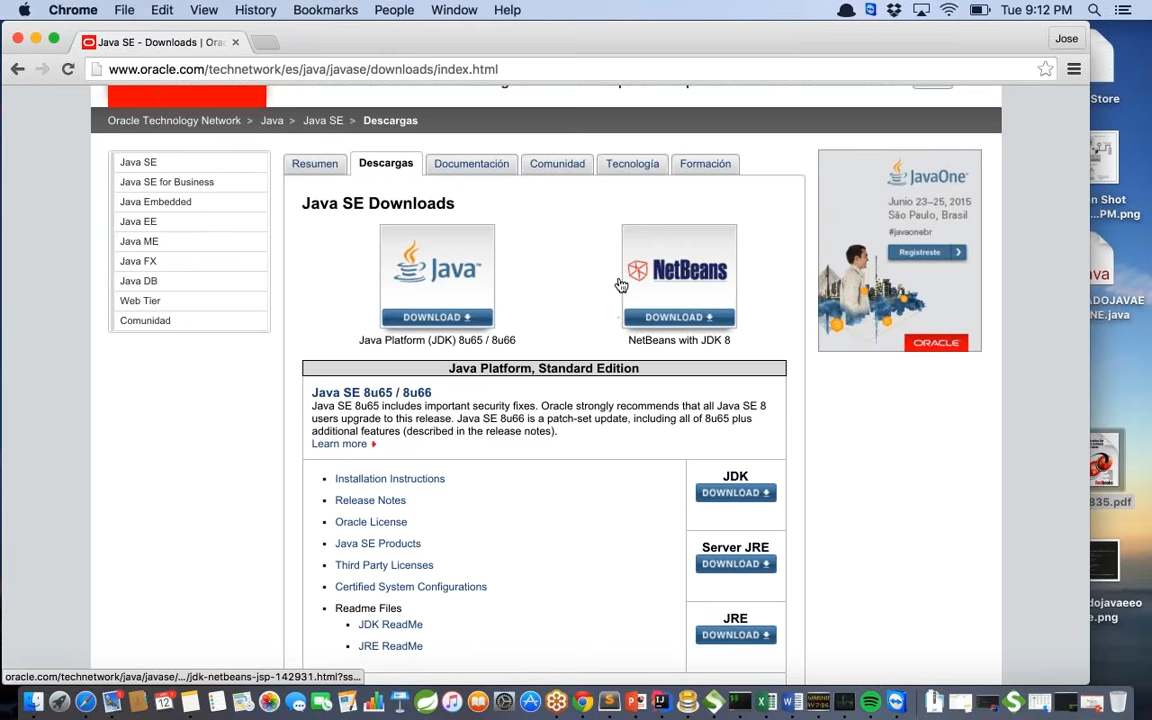 Chrome File Edit View History Bookmarks People Window Help Tue 9:12 PM
Java SE - Downloads | Ora
Jose
www.oracle.com/technetwork/es/java/javase/downloads/index.html
Oracle Technology Network > Java > Java SE > Descargas
Java SE
Java SE for Business
Java Embedded
Java EE
Java ME
Java FX
Java DB
Web Tier
Comunidad
Resumen Descargas Documentación Comunidad Tecnología Formación
Java SE Downloads
Java™
DOWNLOAD
Java Platform (JDK) 8u65 / 8u66
NetBeans
DOWNLOAD
NetBeans with JDK 8
Java Platform, Standard Edition
Java SE 8u65 / 8u66
Java SE 8u65 includes important security fixes. Oracle strongly recommends that all Java SE 8
users upgrade to this release. Java SE 8u66 is a patch-set update, including all of 8u65 plus
additional features (described in the release notes).
Learn more
Installation Instructions
Release Notes
Oracle License
Java SE Products
Third Party Licenses
Certified System Configurations
Readme Files
JDK ReadMe
JRE ReadMe
JDK
DOWNLOAD
Server JRE
DOWNLOAD
JRE
DOWNLOAD
JavaOne™
Junio 23–25, 2015
São Paulo, Brasil
#javaonebr
Registreste
ORACLE
Store
n Shot
...PM.png
ava
ADOJAVAE
NE.java
835.pdf
dojavaeeo
e.png
oracle.com/technetwork/java/javase/.../jdk-netbeans-jsp-142931.html?ss...